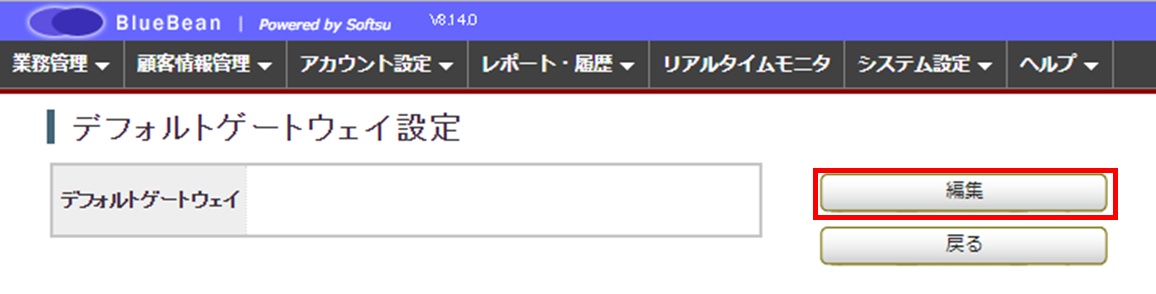 BlueBean | Powered by Softsu V8.14.0
業務管理 顧客情報管理 アカウント設定 レポート・履歴 リアルタイムモニタ システム設定 ヘルプ
デフォルトゲートウェイ設定
デフォルトゲートウェイ
編集
戻る